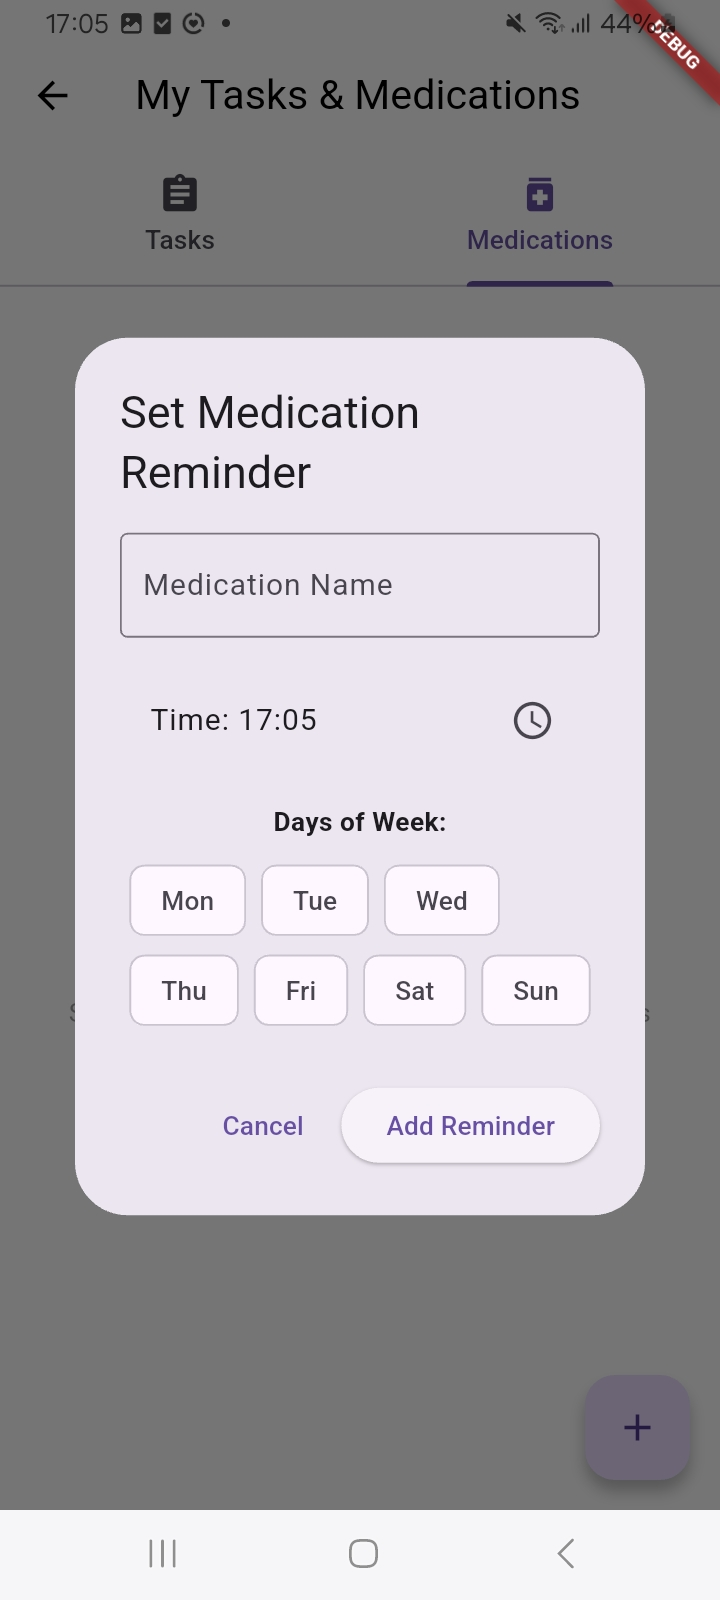 17:05
44%
DEBUG
My Tasks & Medications
Tasks
Medications
Set Medication
Reminder
Medication Name
Time: 17:05
Days of Week:
Mon Tue Wed
Thu Fri Sat Sun
Cancel Add Reminder